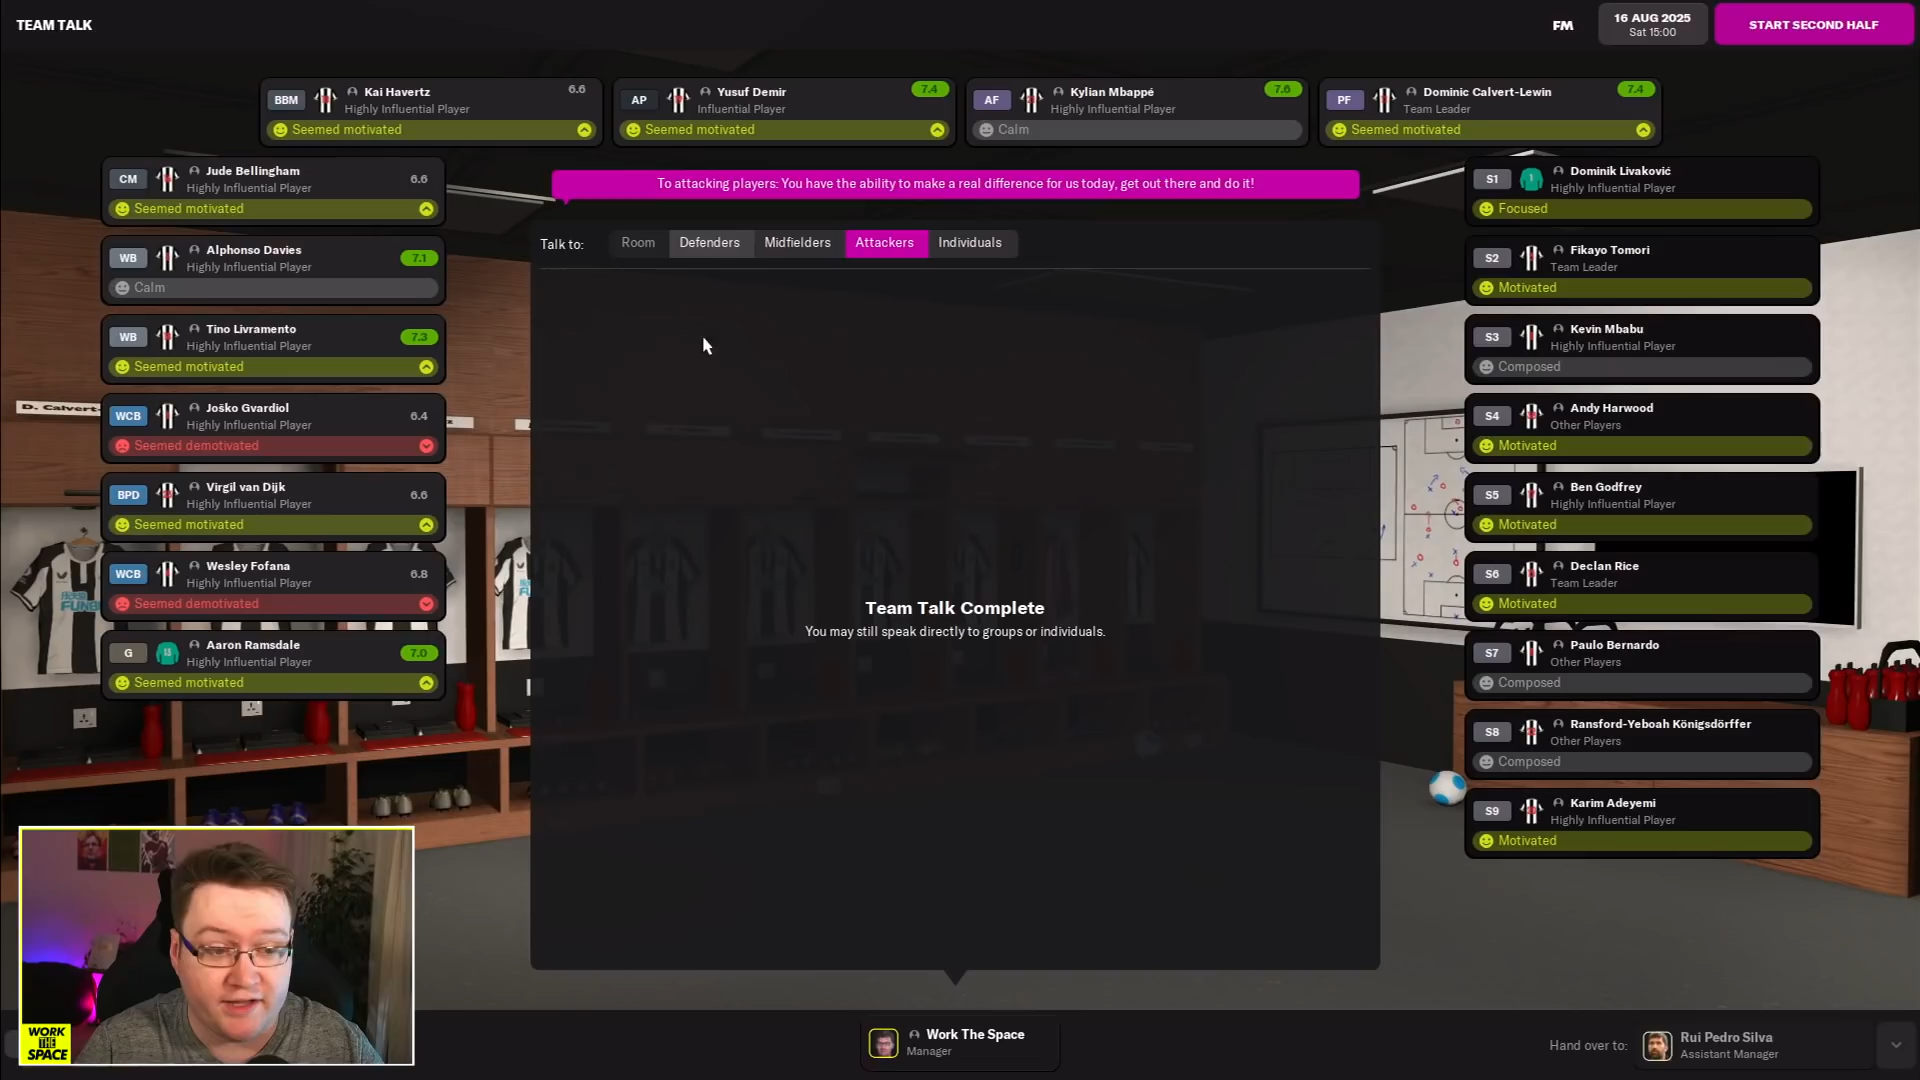 TEAM TALK
FM
16 AUG 2025
Sat 15:00
START SECOND HALF
BBM
Kai Havertz
6.6
Highly Influential Player
Seemed motivated
AP
Yusuf Demir
7.4
Influential Player
Seemed motivated
AF
Kylian Mbappé
7.6
Highly Influential Player
Calm
PF
Dominic Calvert-Lewin
7.4
Team Leader
Seemed motivated
CM
Jude Bellingham
6.6
Highly Influential Player
Seemed motivated
WB
Alphonso Davies
7.1
Highly Influential Player
Calm
WB
Tino Livramento
7.3
Highly Influential Player
Seemed motivated
D. Calvert-
WCB
Joško Gvardiol
6.4
Highly Influential Player
Seemed demotivated
BPD
Virgil van Dijk
6.6
Highly Influential Player
Seemed motivated
WCB
Wesley Fofana
6.8
Highly Influential Player
Seemed demotivated
G
Aaron Ramsdale
7.0
Highly Influential Player
Seemed motivated
To attacking players: You have the ability to make a real difference for us today, get out there and do it!
Talk to:
Room
Defenders
Midfielders
Attackers
Individuals
Team Talk Complete
You may still speak directly to groups or individuals.
S1
Dominik Livaković
Highly Influential Player
Focused
S2
Fikayo Tomori
Team Leader
Motivated
S3
Kevin Mbabu
Highly Influential Player
Composed
S4
Andy Harwood
Other Players
Motivated
S5
Ben Godfrey
Highly Influential Player
Motivated
S6
Declan Rice
Team Leader
Motivated
S7
Paulo Bernardo
Other Players
Composed
S8
Ransford-Yeboah Königsdörffer
Other Players
Composed
S9
Karim Adeyemi
Highly Influential Player
Motivated
WORK
THE
SPACE
Work The Space
Manager
Hand over to:
Rui Pedro Silva
Assistant Manager